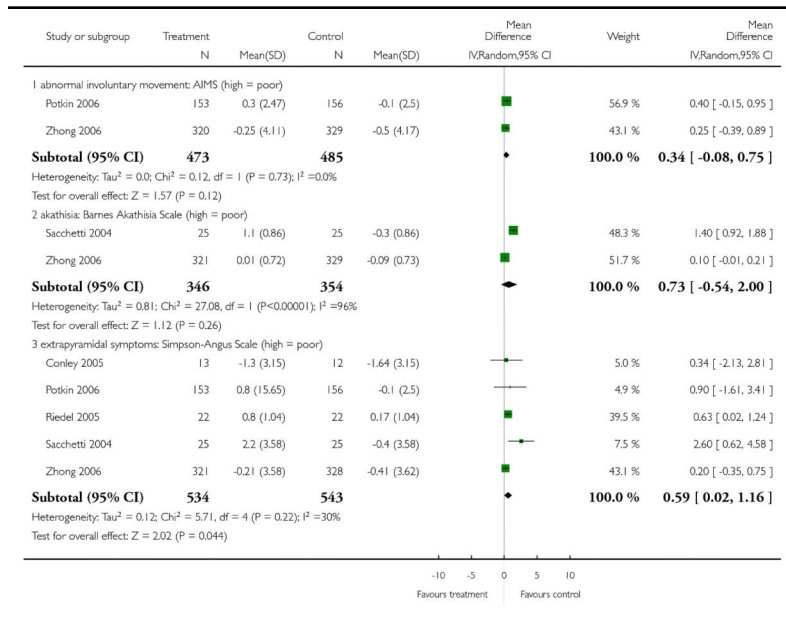 Study or subgroup Treatment Control Mean Difference Weight Mean Difference
N Mean(SD) N Mean(SD) IV,Random,95% CI IV,Random,95% CI
1 abnormal involuntary movement: AIMS (high = poor)
Potkin 2006 153 0.3 (2.47) 156 -0.1 (2.5) 56.9 % 0.40 [ -0.15, 0.95 ]
Zhong 2006 320 -0.25 (4.11) 329 -0.5 (4.17) 43.1 % 0.25 [ -0.39, 0.89 ]
Subtotal (95% CI) 473 485 100.0 % 0.34 [ -0.08, 0.75 ]
Heterogeneity: Tau² = 0.0; Chi² = 0.12, df = 1 (P = 0.73); I² =0.0%
Test for overall effect: Z = 1.57 (P = 0.12)
2 akathisia: Barnes Akathisia Scale (high = poor)
Sacchetti 2004 25 1.1 (0.86) 25 -0.3 (0.86) 48.3 % 1.40 [ 0.92, 1.88 ]
Zhong 2006 321 0.01 (0.72) 329 -0.09 (0.73) 51.7 % 0.10 [ -0.01, 0.21 ]
Subtotal (95% CI) 346 354 100.0 % 0.73 [ -0.54, 2.00 ]
Heterogeneity: Tau² = 0.81; Chi² = 27.08, df = 1 (P<0.00001); I² =96%
Test for overall effect: Z = 1.12 (P = 0.26)
3 extrapyramidal symptoms: Simpson-Angus Scale (high = poor)
Conley 2005 13 -1.3 (3.15) 12 -1.64 (3.15) 5.0 % 0.34 [ -2.13, 2.81 ]
Potkin 2006 153 0.8 (15.65) 156 -0.1 (2.5) 4.9 % 0.90 [ -1.61, 3.41 ]
Riedel 2005 22 0.8 (1.04) 22 0.17 (1.04) 39.5 % 0.63 [ 0.02, 1.24 ]
Sacchetti 2004 25 2.2 (3.58) 25 -0.4 (3.58) 7.5 % 2.60 [ 0.62, 4.58 ]
Zhong 2006 321 -0.21 (3.58) 328 -0.41 (3.62) 43.1 % 0.20 [ -0.35, 0.75 ]
Subtotal (95% CI) 534 543 100.0 % 0.59 [ 0.02, 1.16 ]
Heterogeneity: Tau² = 0.12; Chi² = 5.71, df = 4 (P = 0.22); I² =30%
Test for overall effect: Z = 2.02 (P = 0.044)
-10 -5 0 5 10
Favours treatment Favours control